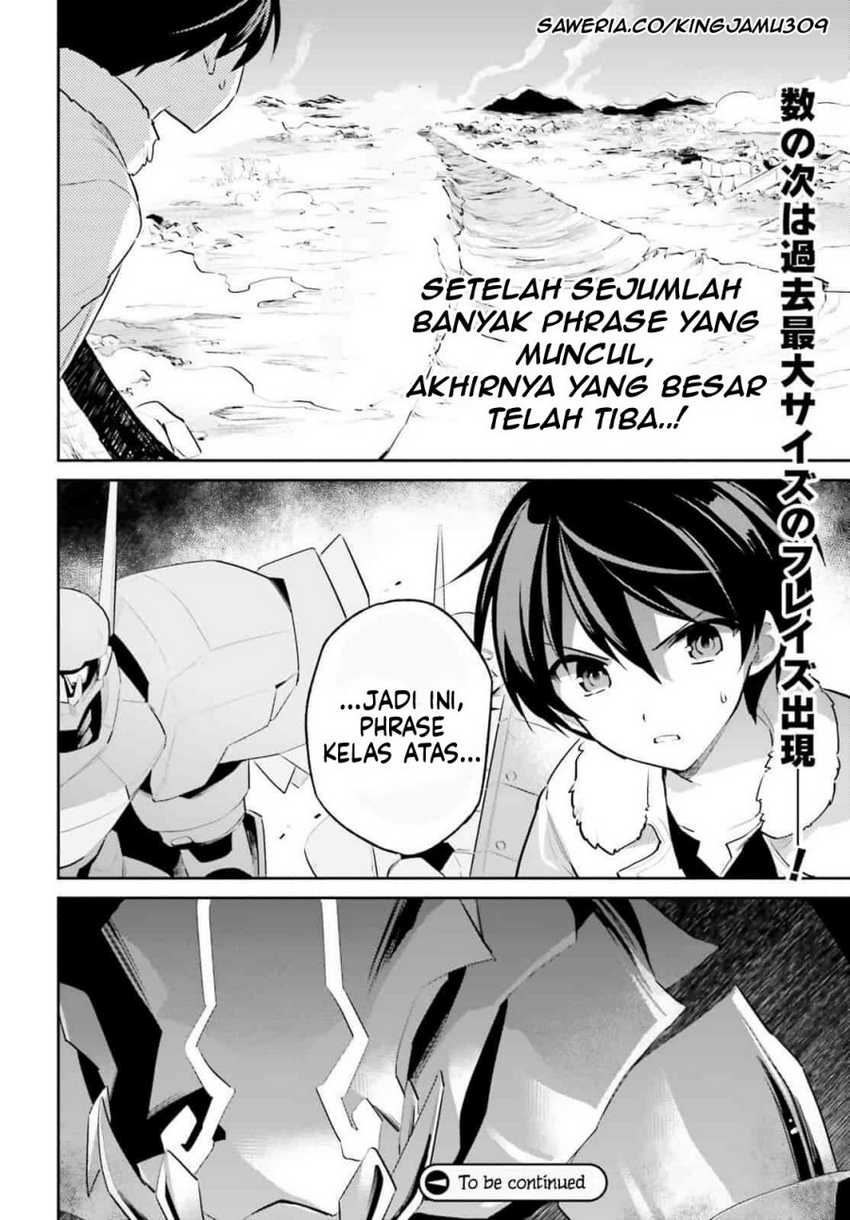 SAWERIA.CO/KINGJAMU309
数の次は過去最大サイズのフレイズ出現――!
SETELAH SEJUMLAH
BANYAK PHRASE YANG
MUNCUL,
AKHIRNYA YANG BESAR
TELAH TIBA..!
...JADI INI,
PHRASE
KELAS ATAS...
To be continued